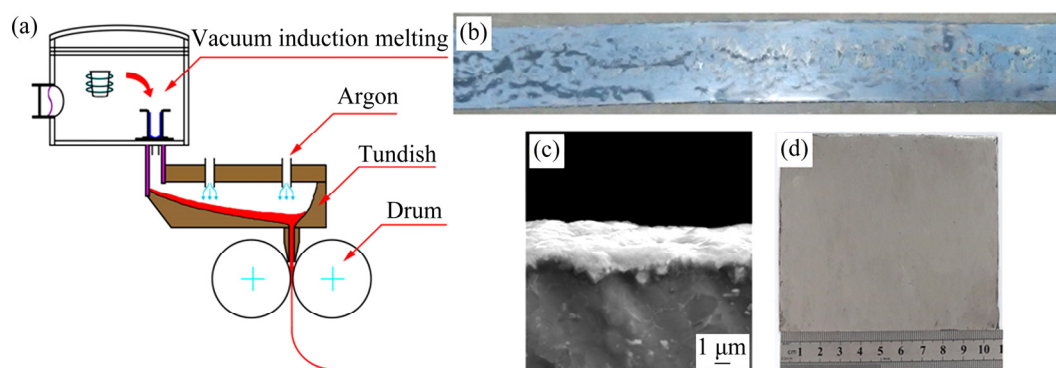 (a)
Vacuum induction melting
Argon
Tundish
Drum
(b)
(c)
1 μm
(d)
cm 1 2 3 4 5 6 7 8 9 10 1